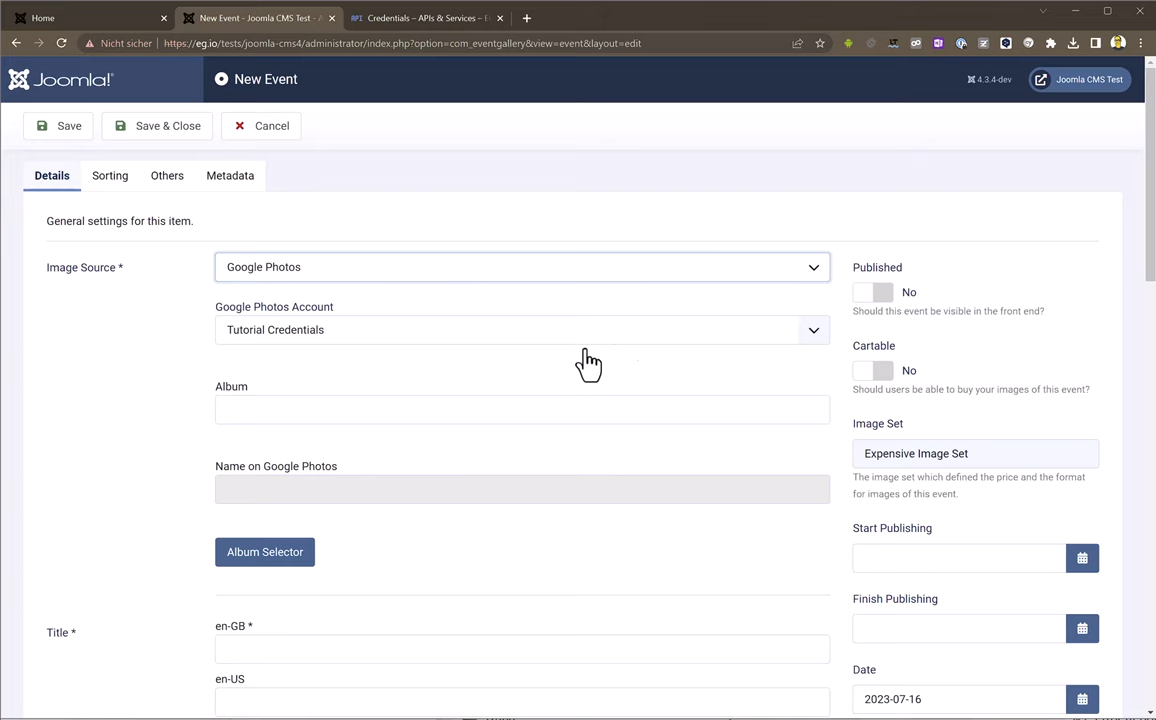 Home
New Event - Joomla CMS Test - A
Credentials – APIs & Services – E
Nicht sicher
https://eg.io/tests/joomla-cms4/administrator/index.php?option=com_eventgallery&view=event&layout=edit
Joomla!
New Event
4.3.4-dev
Joomla CMS Test
Save
Save & Close
Cancel
Details
Sorting
Others
Metadata
General settings for this item.
Image Source *
Google Photos
Google Photos Account
Tutorial Credentials
Album
Name on Google Photos
Album Selector
Title *
en-GB *
en-US
Published
No
Should this event be visible in the front end?
Cartable
No
Should users be able to buy your images of this event?
Image Set
Expensive Image Set
The image set which defined the price and the format
for images of this event.
Start Publishing
Finish Publishing
Date
2023-07-16